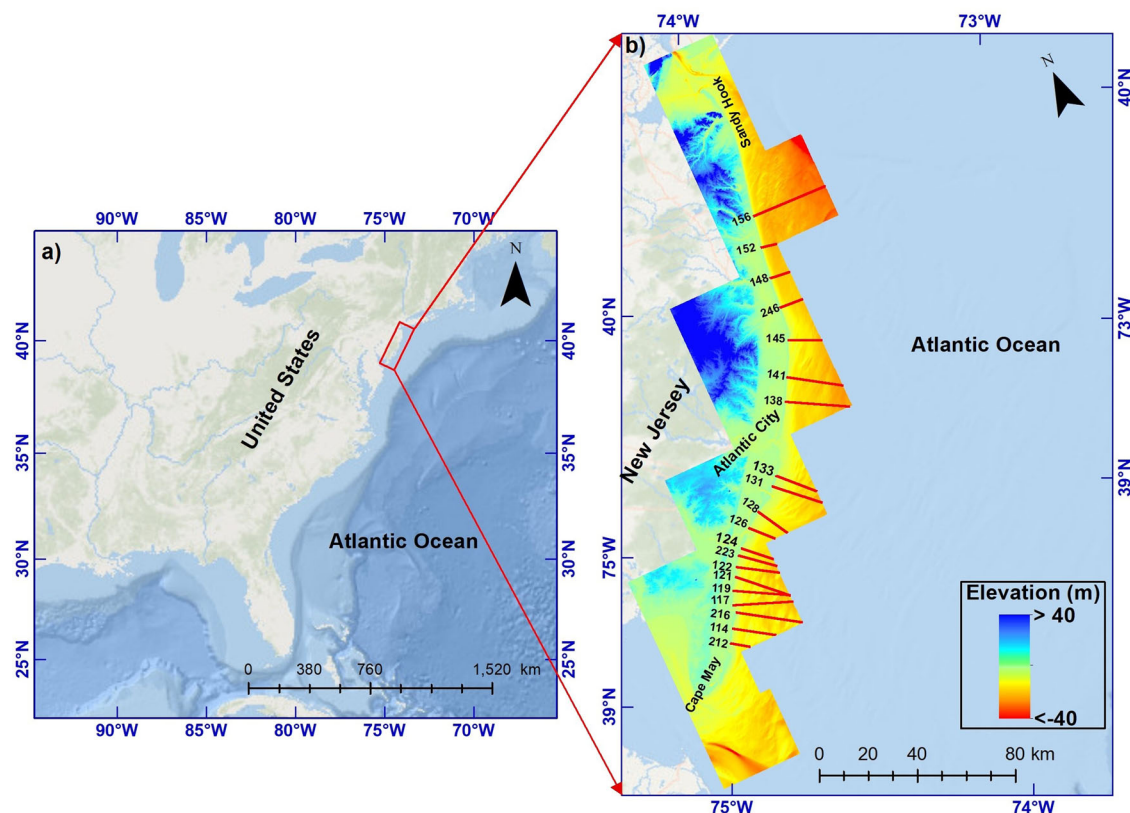 a)
90°W 85°W 80°W 75°W 70°W
N
40°N
35°N
30°N
25°N
40°N
35°N
30°N
25°N
United States
Atlantic Ocean
0 380 760 1,520 km
90°W 85°W 80°W 75°W 70°W
b)
74°W 73°W
N
40°N
73°W
39°N
74°W
40°N
75°W
39°N
75°W
Sandy Hook
156
152
148
246
145
141
138
Atlantic Ocean
New Jersey
Atlantic City
133
131
128
126
124
223
122
121
119
117
216
114
212
Cape May
Elevation (m)
> 40
<-40
0 20 40 80 km